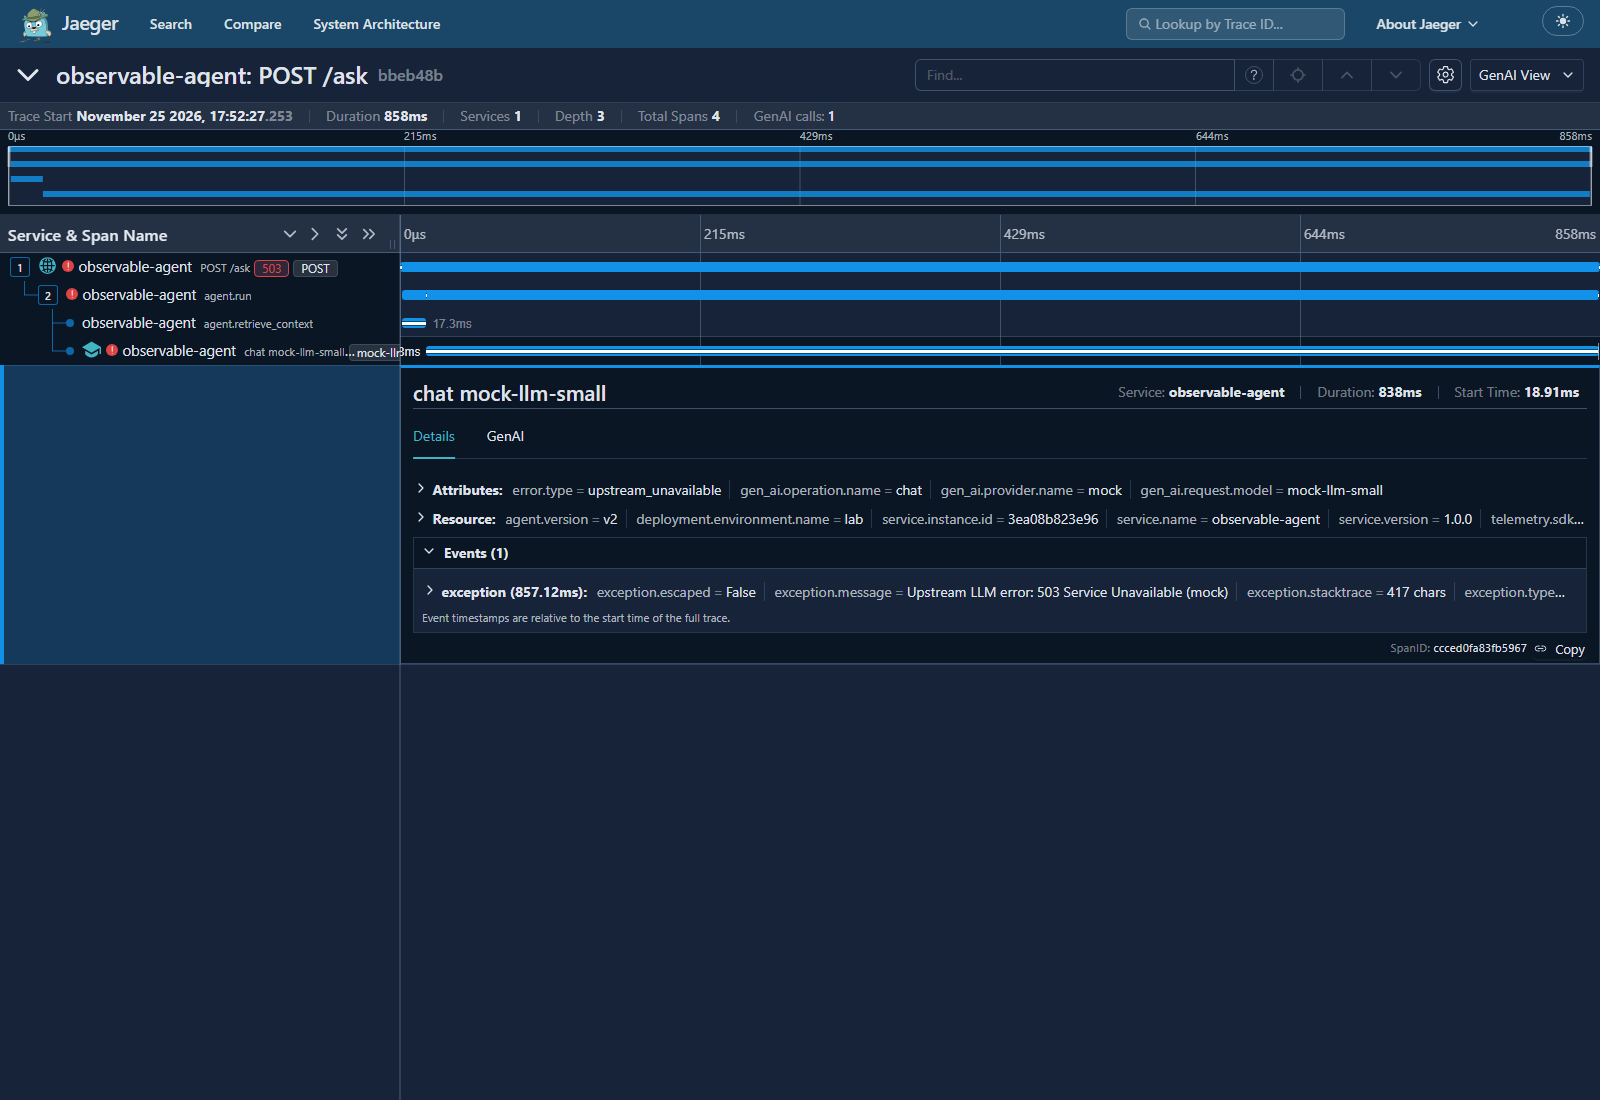 Jaeger Search Compare System Architecture Lookup by Trace ID... About Jaeger
observable-agent: POST /ask bbeb48b Find... ? GenAI View
Trace Start November 25 2026, 17:52:27.253 Duration 858ms Services 1 Depth 3 Total Spans 4 GenAI calls: 1
0μs 215ms 429ms 644ms 858ms
Service & Span Name 0μs 215ms 429ms 644ms 858ms
1 observable-agent POST /ask 503 POST
2 observable-agent agent.run
observable-agent agent.retrieve_context 17.3ms
observable-agent chat mock-llm-small... mock-ll 8ms
chat mock-llm-small Service: observable-agent Duration: 838ms Start Time: 18.91ms
Details GenAI
Attributes: error.type = upstream_unavailable gen_ai.operation.name = chat gen_ai.provider.name = mock gen_ai.request.model = mock-llm-small
Resource: agent.version = v2 deployment.environment.name = lab service.instance.id = 3ea08b823e96 service.name = observable-agent service.version = 1.0.0 telemetry.sdk...
Events (1)
exception (857.12ms): exception.escaped = False exception.message = Upstream LLM error: 503 Service Unavailable (mock) exception.stacktrace = 417 chars exception.type...
Event timestamps are relative to the start time of the full trace.
SpanID: ccced0fa83fb5967 Copy